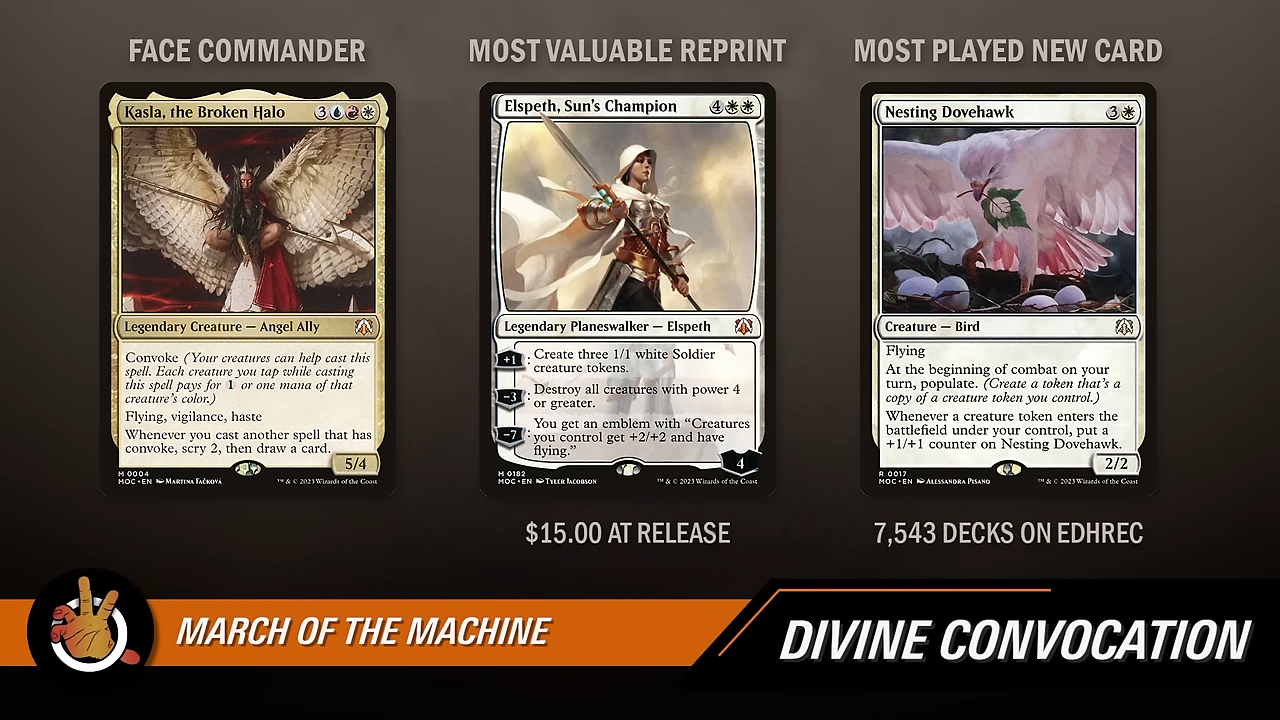 FACE COMMANDER
Kasla, the Broken Halo 3
Legendary Creature — Angel Ally
Convoke (Your creatures can help cast this
spell. Each creature you tap while casting
this spell pays for 1 or one mana of that
creature's color.)
Flying, vigilance, haste
Whenever you cast another spell that has
convoke, scry 2, then draw a card.
5/4
M 0004
MOC • EN Martina Fačková ™ & © 2023 Wizards of the Coast
MOST VALUABLE REPRINT
Elspeth, Sun's Champion 4
Legendary Planeswalker — Elspeth
+1 : Create three 1/1 white Soldier
creature tokens.
−3 : Destroy all creatures with power 4
or greater.
−7 : You get an emblem with “Creatures
you control get +2/+2 and have
flying.”
4
M 0182
MOC • EN Tyler Jacobson ™ & © 2023 Wizards of the Coast
$15.00 AT RELEASE
MOST PLAYED NEW CARD
Nesting Dovehawk 3
Creature — Bird
Flying
At the beginning of combat on your
turn, populate. (Create a token that's a
copy of a creature token you control.)
Whenever a creature token enters the
battlefield under your control, put a
+1/+1 counter on Nesting Dovehawk.
2/2
R 0017
MOC • EN Alessandra Pisano ™ & © 2023 Wizards of the Coast
7,543 DECKS ON EDHREC
MARCH OF THE MACHINE
DIVINE CONVOCATION